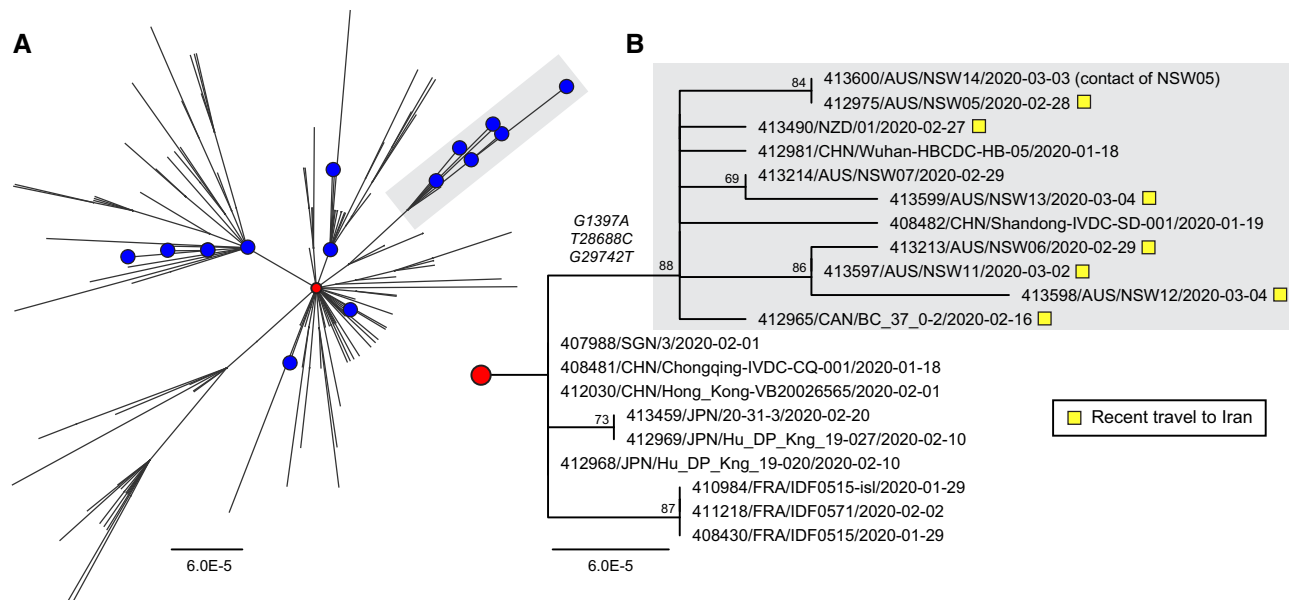 A
B
84
413600/AUS/NSW14/2020-03-03 (contact of NSW05)
412975/AUS/NSW05/2020-02-28
413490/NZD/01/2020-02-27
412981/CHN/Wuhan-HBCDC-HB-05/2020-01-18
413214/AUS/NSW07/2020-02-29
69
413599/AUS/NSW13/2020-03-04
408482/CHN/Shandong-IVDC-SD-001/2020-01-19
G1397A
T28688C
G29742T
88
413213/AUS/NSW06/2020-02-29
86
413597/AUS/NSW11/2020-03-02
413598/AUS/NSW12/2020-03-04
412965/CAN/BC_37_0-2/2020-02-16
407988/SGN/3/2020-02-01
408481/CHN/Chongqing-IVDC-CQ-001/2020-01-18
412030/CHN/Hong_Kong-VB20026565/2020-02-01
73
413459/JPN/20-31-3/2020-02-20
412969/JPN/Hu_DP_Kng_19-027/2020-02-10
412968/JPN/Hu_DP_Kng_19-020/2020-02-10
410984/FRA/IDF0515-isl/2020-01-29
87
411218/FRA/IDF0571/2020-02-02
408430/FRA/IDF0515/2020-01-29
Recent travel to Iran
6.0E-5
6.0E-5